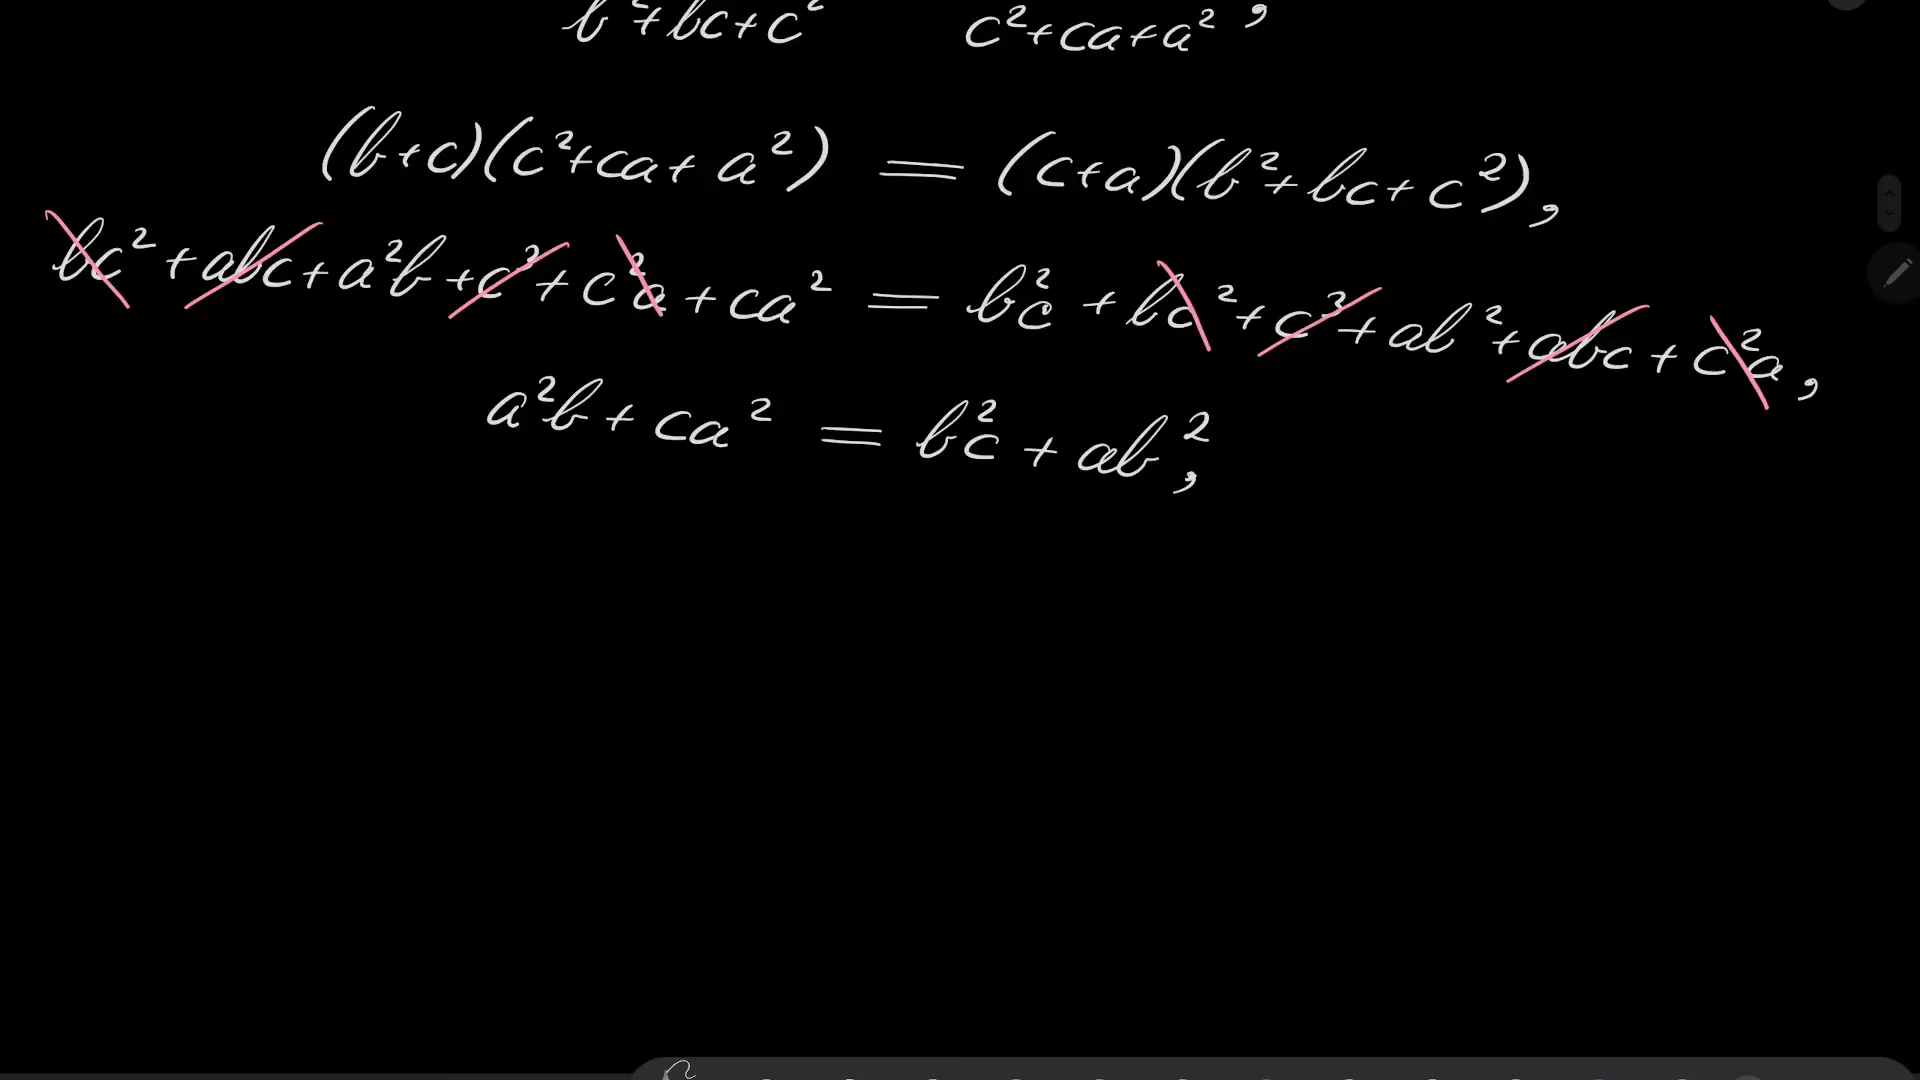 b²+bc+c² c²+ca+a²,
(b+c)(c²+ca+a²) = (c+a)(b²+bc+c²),
bc²+abc+a²b+c³+c²a+ca² = b²c+bc²+c³+ab²+abc+c²a,
a²b+ca² = b²c+ab²,